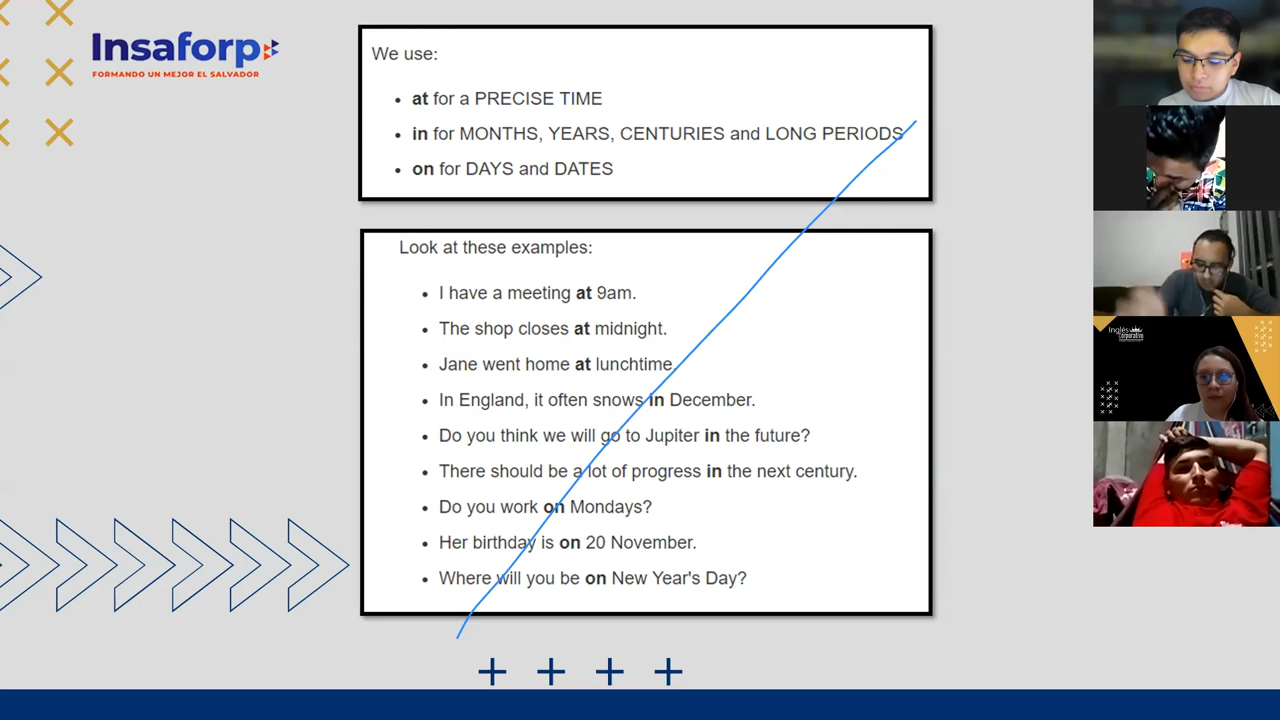 Insaforp
FORMANDO UN MEJOR EL SALVADOR
We use:
• at for a PRECISE TIME
• in for MONTHS, YEARS, CENTURIES and LONG PERIODS
• on for DAYS and DATES
Look at these examples:
• I have a meeting at 9am.
• The shop closes at midnight.
• Jane went home at lunchtime.
• In England, it often snows in December.
• Do you think we will go to Jupiter in the future?
• There should be a lot of progress in the next century.
• Do you work on Mondays?
• Her birthday is on 20 November.
• Where will you be on New Year's Day?
Inglés
Corporativo